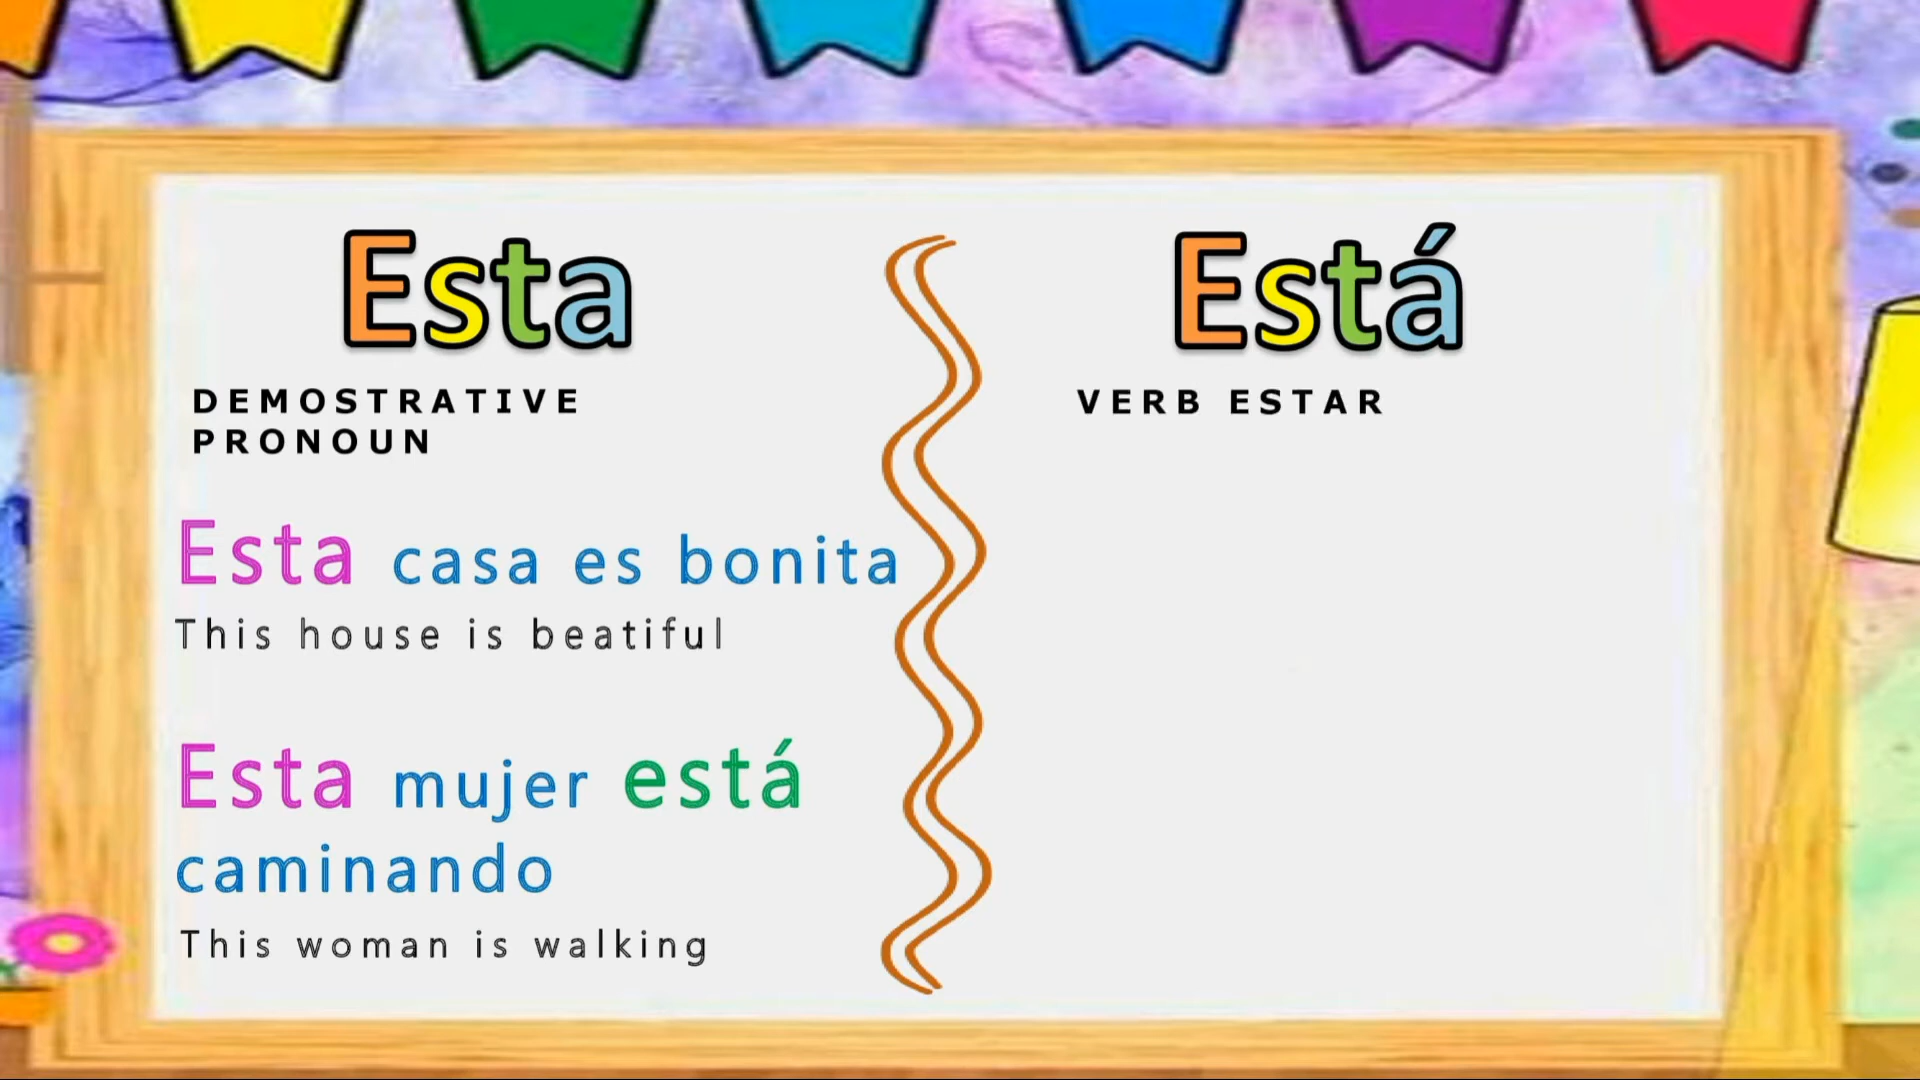 Esta
DEMOSTRATIVE
PRONOUN
Esta casa es bonita
This house is beatiful
Esta mujer está
caminando
This woman is walking
Está
VERB ESTAR